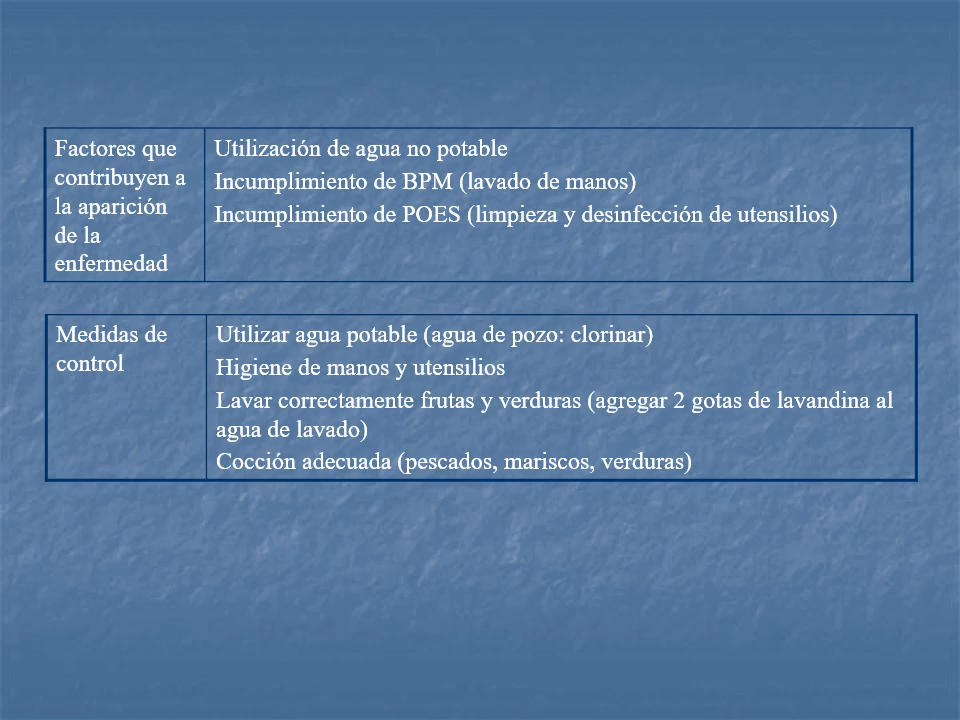 Factores que
contribuyen a
la aparición
de la
enfermedad
Utilización de agua no potable
Incumplimiento de BPM (lavado de manos)
Incumplimiento de POES (limpieza y desinfección de utensilios)
Medidas de
control
Utilizar agua potable (agua de pozo: clorinar)
Higiene de manos y utensilios
Lavar correctamente frutas y verduras (agregar 2 gotas de lavandina al
agua de lavado)
Cocción adecuada (pescados, mariscos, verduras)